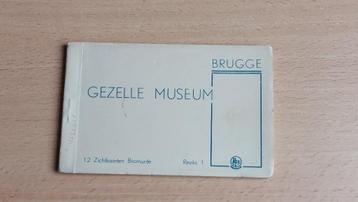 BRUGGE
GEZELLE MUSEUM
12 Zichtkaarten Bromurite Reeks 1